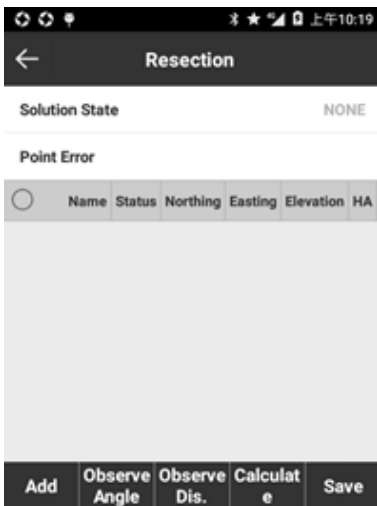 上午10:19
Resection
Solution State NONE
Point Error
Name Status Northing Easting Elevation HA
Add Observe Angle Observe Dis. Calculate Save